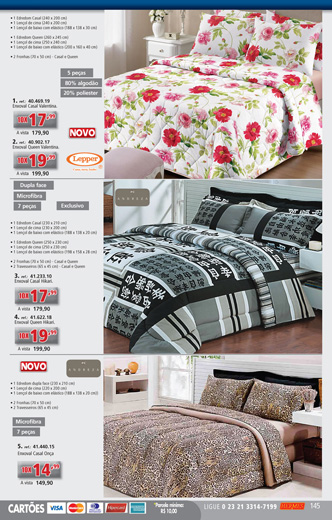 • 1 Edredom Casal (240 x 200 cm)
• 1 Lençol de cima (240 x 200 cm)
• 1 Lençol de baixo com elástico (188 x 138 x 30 cm)
• 1 Edredom Queen (260 x 245 cm)
• 1 Lençol de cima (250 x 240 cm)
• 1 Lençol de baixo com elástico (200 x 160 x 40 cm)
• 2 Fronhas (70 x 50 cm) - Casal e Queen
5 peças
80% algodão
20% poliéster
1. ref.: 40.469.19
Enxoval Casal Valentina.
10X 17,99
À vista 179,90
NOVO
2. ref.: 40.902.17
Enxoval Queen Valentina.
10X 19,99
À vista 199,90
Lepper
Dupla face
Microfibra
7 peças
Exclusivo
ANDREZA
• 1 Edredom Casal (230 x 210 cm)
• 1 Lençol de cima (230 x 200 cm)
• 1 Lençol de baixo com elástico (188 x 138 x 20 cm)
• 1 Edredom Queen (250 x 230 cm)
• 1 Lençol de cima (250 x 230 cm)
• 1 Lençol de baixo com elástico (198 x 158 x 28 cm)
• 2 Fronhas (70 x 50 cm) - Casal e Queen
• 2 Travesseiros (65 x 45 cm) - Casal e Queen
3. ref.: 41.233.10
Enxoval Casal Hikari.
10X 17,99
À vista 179,90
4. ref.: 41.622.18
Enxoval Queen Hikari.
10X 19,99
À vista 199,90
NOVO
ANDREZA
• 1 Edredom dupla face (230 x 210 cm)
• 1 Lençol de cima (230 x 200 cm)
• 1 Lençol de baixo com elástico (188 x 138 x 20 cm)
• 2 Fronhas (70 x 50 cm)
• 2 Travesseiros (65 x 45 cm)
Microfibra
7 peças
5. ref.: 41.440.15
Enxoval Casal Onça
10X 14,99
À vista 149,90
CARTÕES VISA Hipercard
*Parcela mínima: R$ 10,00
LIGUE 0 23 21 3314-7199 HERMES 145